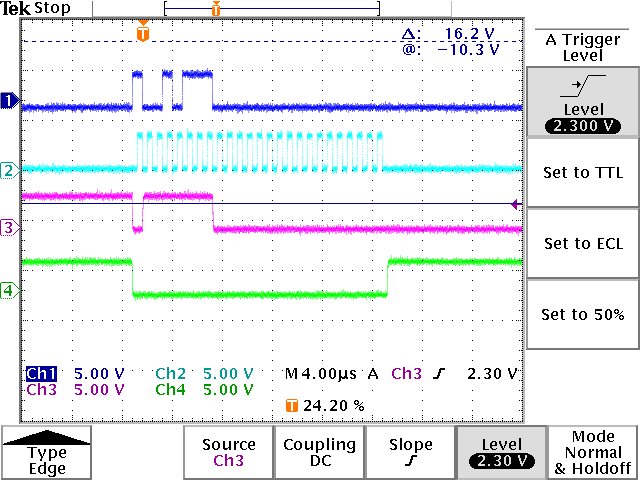 Tek Stop
T
T
Δ: 16.2 V
@: −10.3 V
1
2
3
4
Ch1 5.00 V Ch2 5.00 V M 4.00µs A Ch3 2.30 V
Ch3 5.00 V Ch4 5.00 V
T 24.20 %
A Trigger
Level
Level
2.300 V
Set to TTL
Set to ECL
Set to 50%
Type
Edge
Source
Ch3
Coupling
DC
Slope
Level
2.30 V
Mode
Normal
& Holdoff